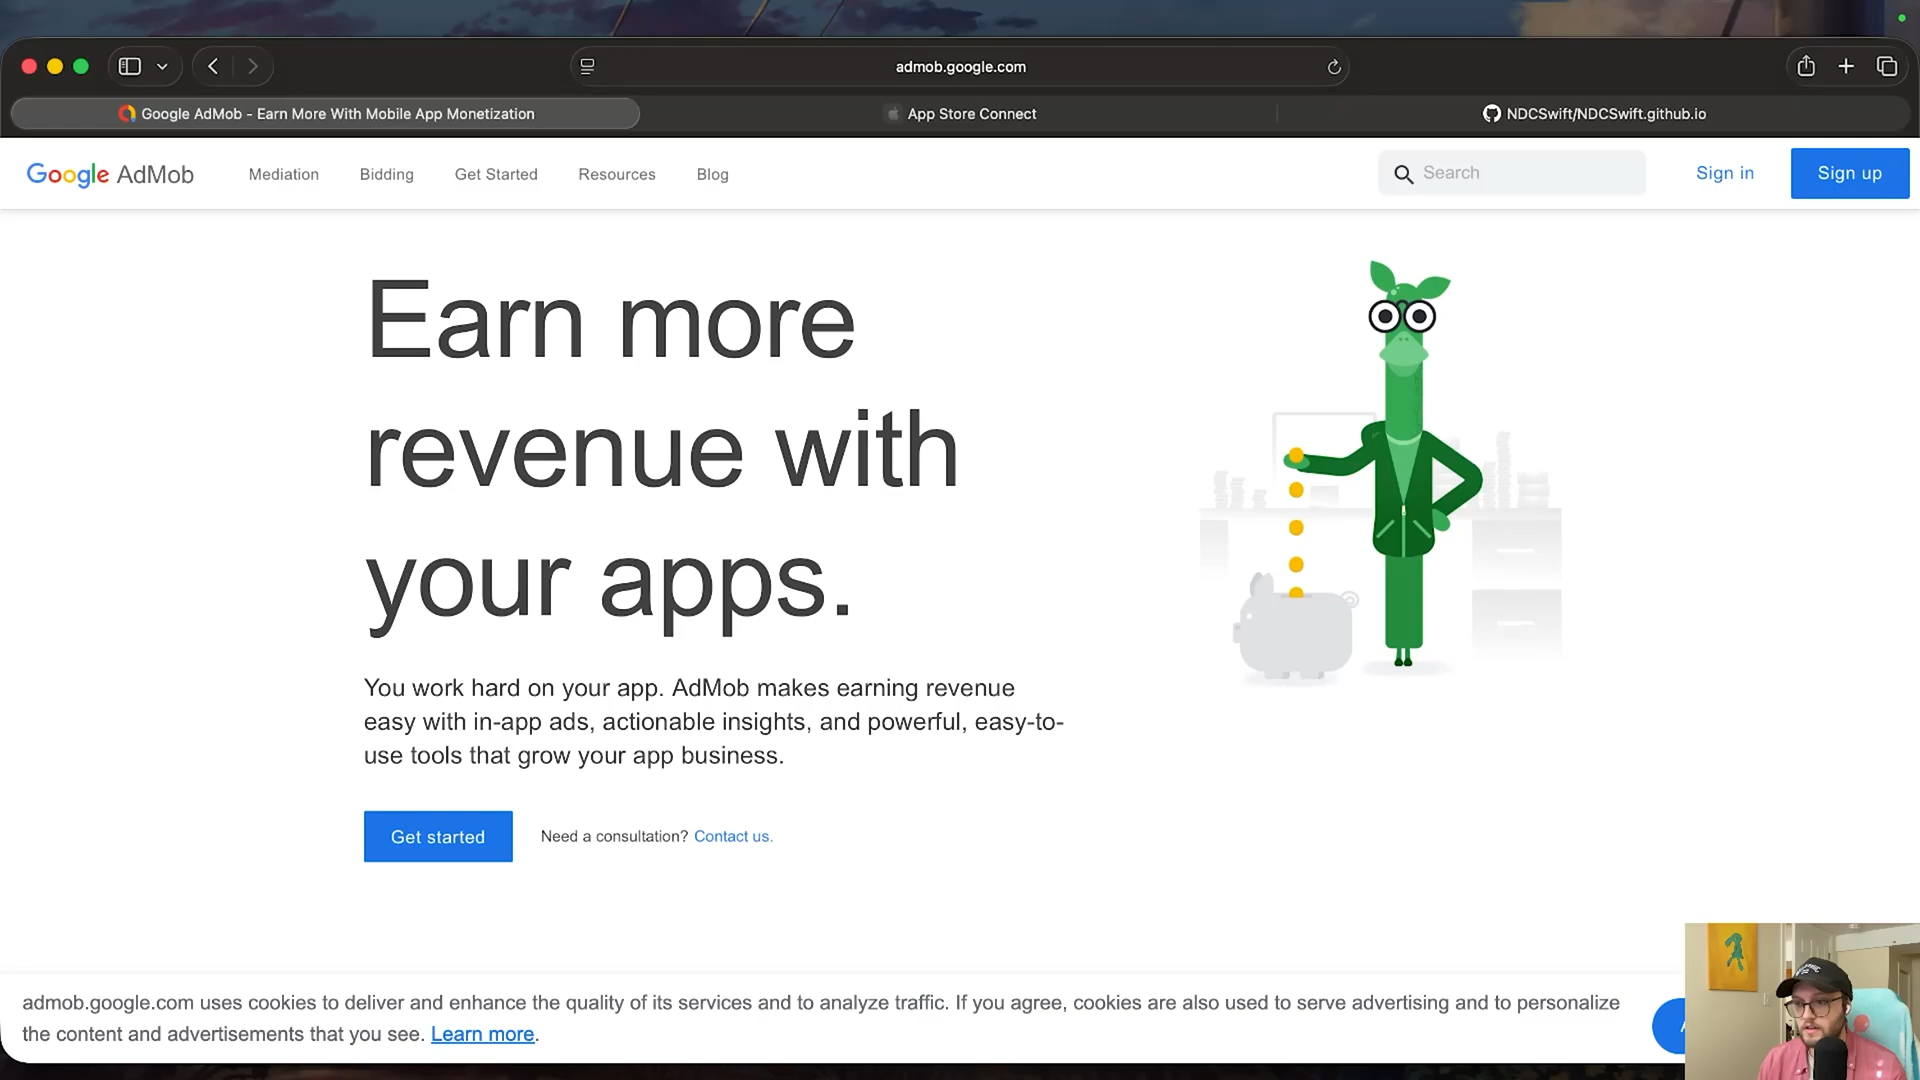 admob.google.com
Google AdMob - Earn More With Mobile App Monetization
App Store Connect
NDCSwift/NDCSwift.github.io
Google AdMob
Mediation
Bidding
Get Started
Resources
Blog
Search
Sign in
Sign up
Earn more
revenue with
your apps.
You work hard on your app. AdMob makes earning revenue
easy with in-app ads, actionable insights, and powerful, easy-to-
use tools that grow your app business.
Get started
Need a consultation? Contact us.
admob.google.com uses cookies to deliver and enhance the quality of its services and to analyze traffic. If you agree, cookies are also used to serve advertising and to personalize
the content and advertisements that you see. Learn more.